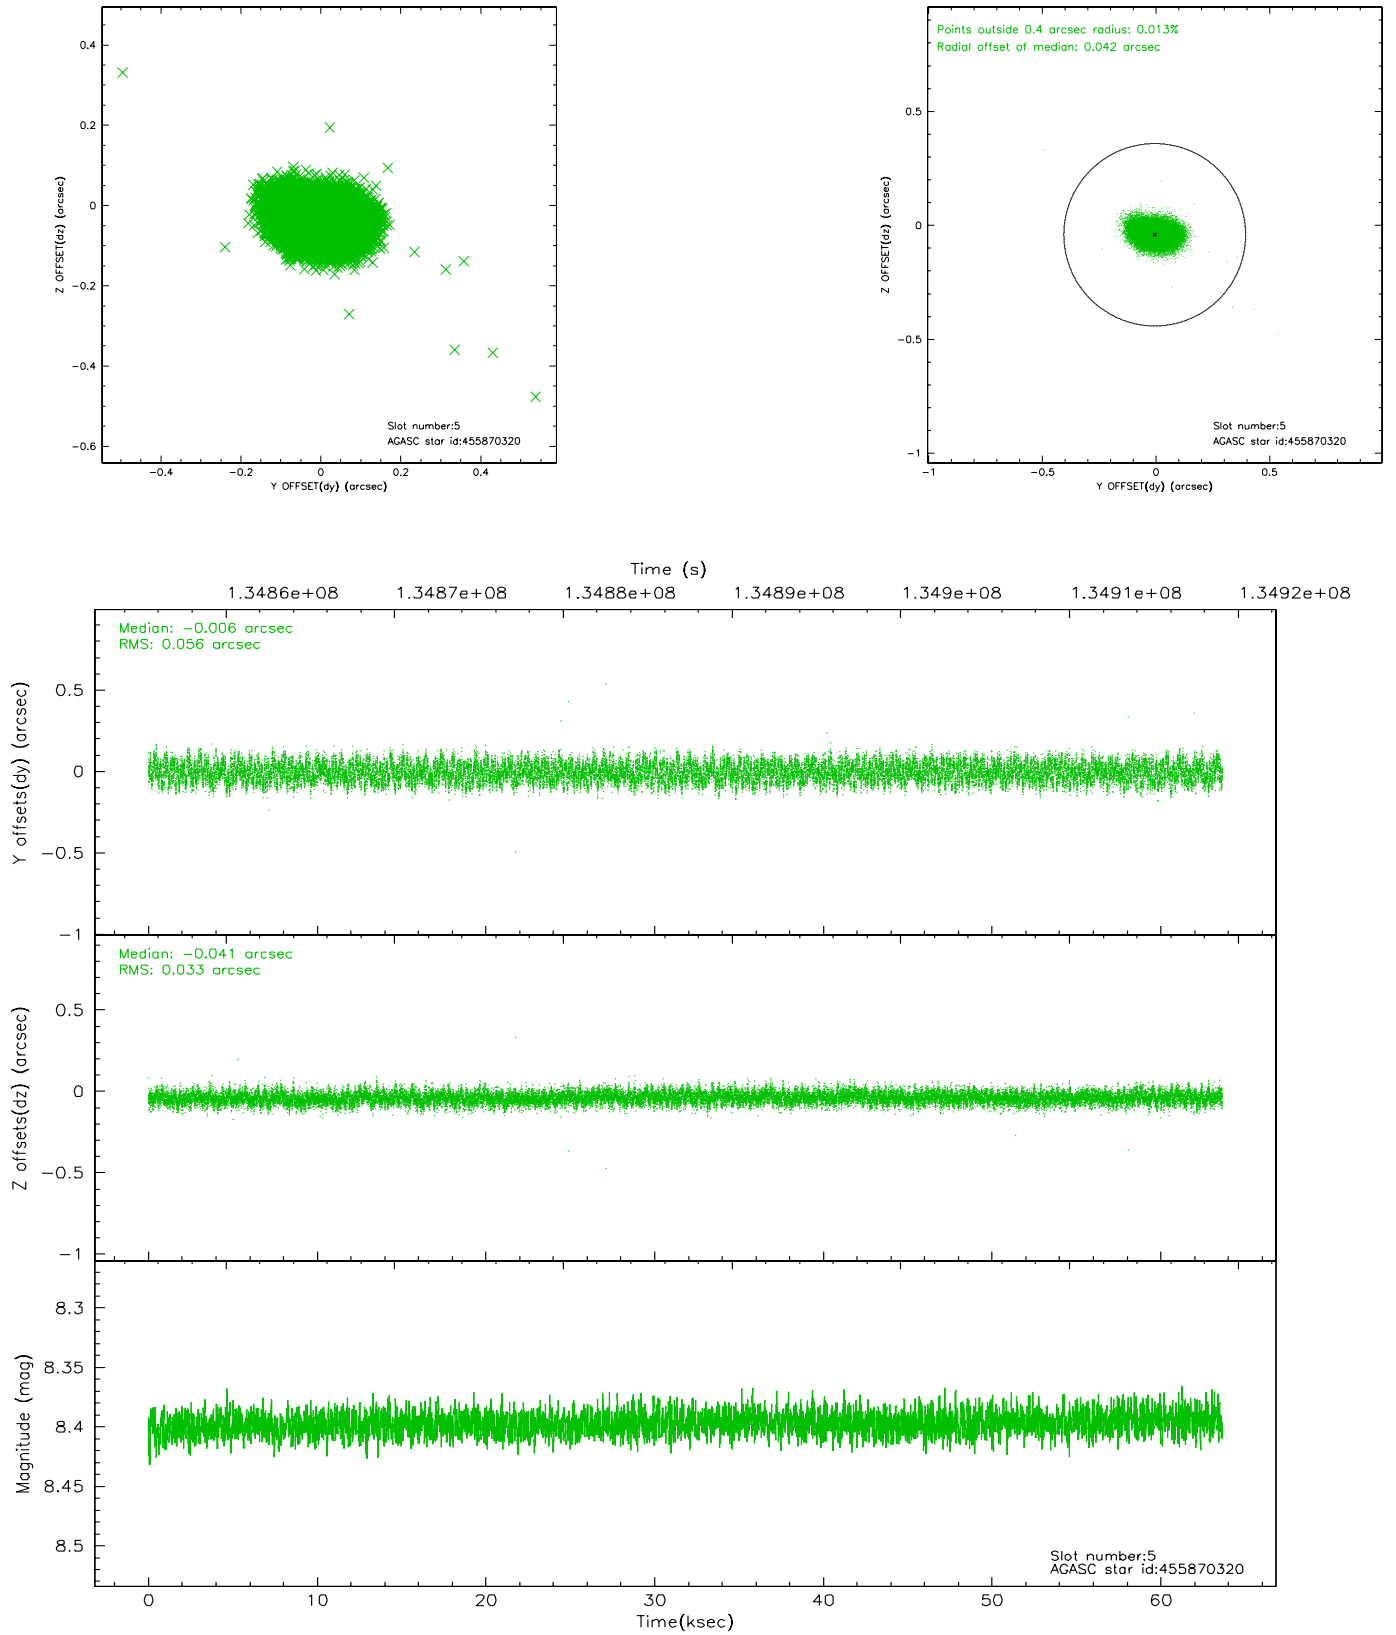 0.4
0.2
0
−0.2
−0.4
−0.6
Z OFFSET(dz) (arcsec)
Slot number:5
AGASC star id:455870320
−0.4
−0.2
0
0.2
0.4
Y OFFSET(dy) (arcsec)
Points outside 0.4 arcsec radius: 0.013%
Radial offset of median: 0.042 arcsec
0.5
0
−0.5
−1
Z OFFSET(dz) (arcsec)
Slot number:5
AGASC star id:455870320
−1
−0.5
0
0.5
Y OFFSET(dy) (arcsec)
Time (s)
1.3486e+08
1.3487e+08
1.3488e+08
1.3489e+08
1.349e+08
1.3491e+08
1.3492e+08
Median: −0.006 arcsec
RMS: 0.056 arcsec
0.5
0
−0.5
−1
Y offsets(dy) (arcsec)
Median: −0.041 arcsec
RMS: 0.033 arcsec
0.5
0
−0.5
−1
Z offsets(dz) (arcsec)
8.3
8.35
8.4
8.45
8.5
Magnitude (mag)
Slot number:5
AGASC star id:455870320
0
10
20
30
40
50
60
Time(ksec)